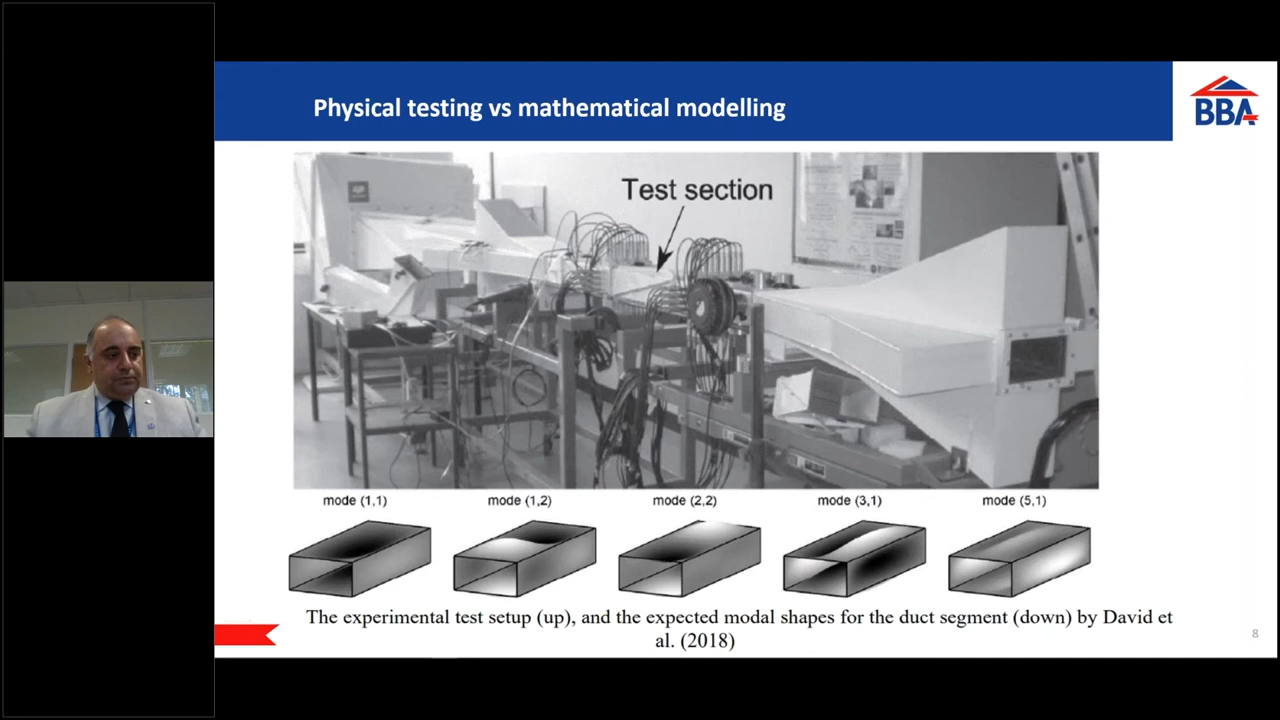 Physical testing vs mathematical modelling
BBA
Test section
mode (1,1)
mode (1,2)
mode (2,2)
mode (3,1)
mode (5,1)
The experimental test setup (up), and the expected modal shapes for the duct segment (down) by David et
al. (2018)
8